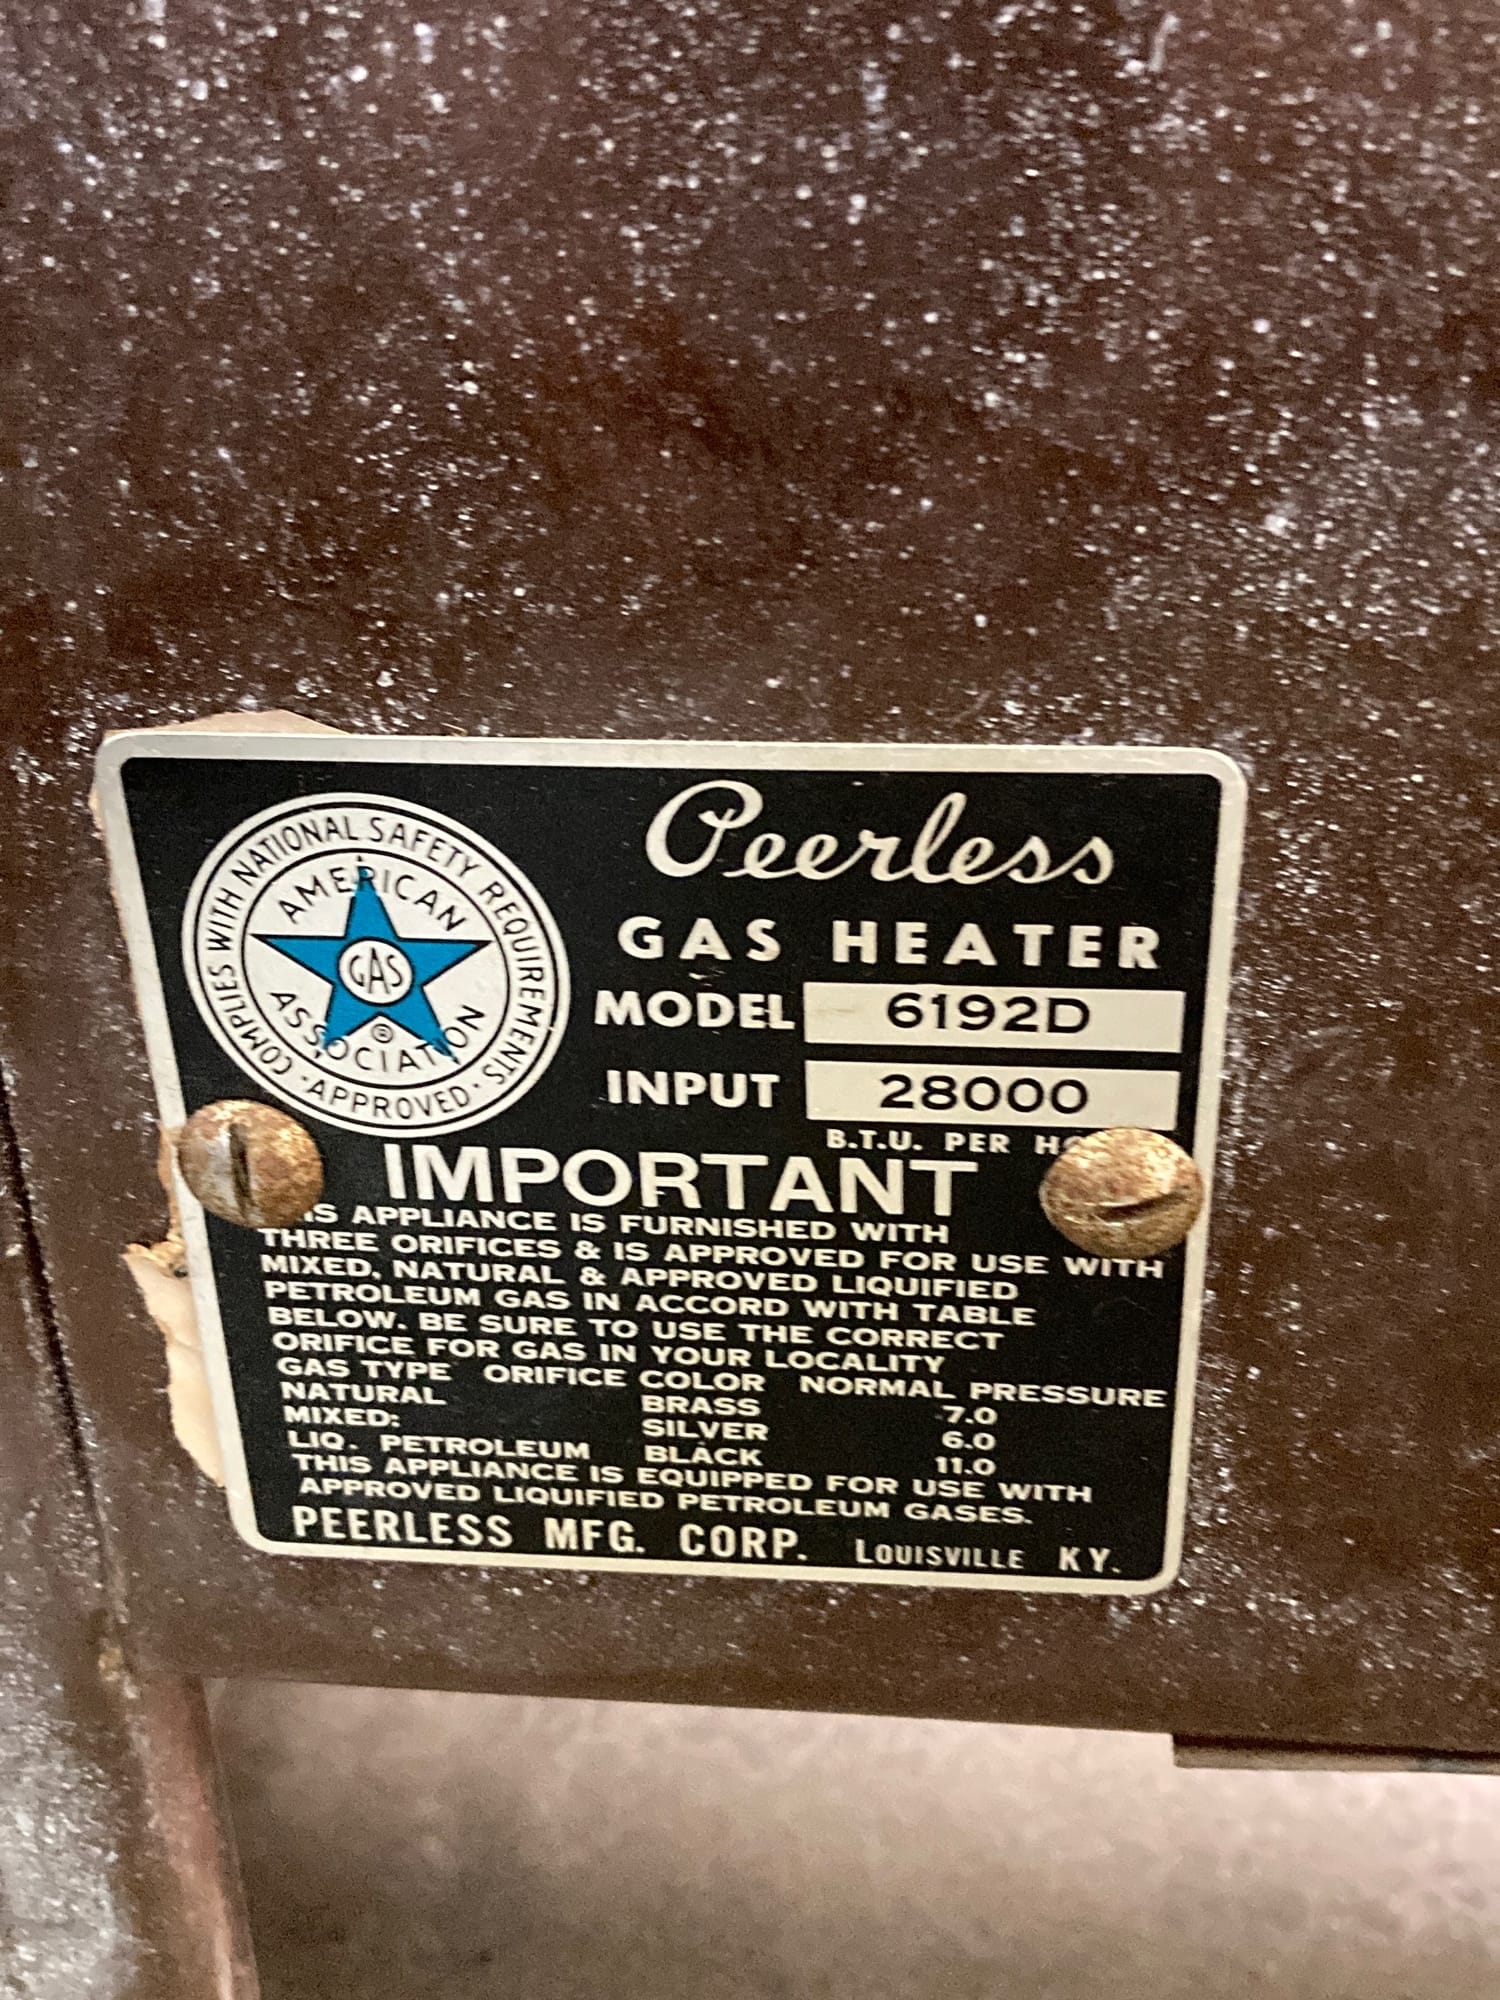 COMPLIES WITH NATIONAL SAFETY REQUIREMENTS
· APPROVED ·
AMERICAN
GAS
®
ASSOCIATION
Peerless
GAS HEATER
MODEL 6192D
INPUT 28000
B.T.U. PER
IMPORTANT
IS APPLIANCE IS FURNISHED WITH
THREE ORIFICES & IS APPROVED FOR USE WITH
MIXED, NATURAL & APPROVED LIQUIFIED
PETROLEUM GAS IN ACCORD WITH TABLE
BELOW. BE SURE TO USE THE CORRECT
ORIFICE FOR GAS IN YOUR LOCALITY
GAS TYPE ORIFICE COLOR NORMAL PRESSURE
NATURAL BRASS 7.0
MIXED: SILVER 6.0
LIQ. PETROLEUM BLACK 11.0
THIS APPLIANCE IS EQUIPPED FOR USE WITH
APPROVED LIQUIFIED PETROLEUM GASES.
PEERLESS MFG. CORP. LOUISVILLE KY.